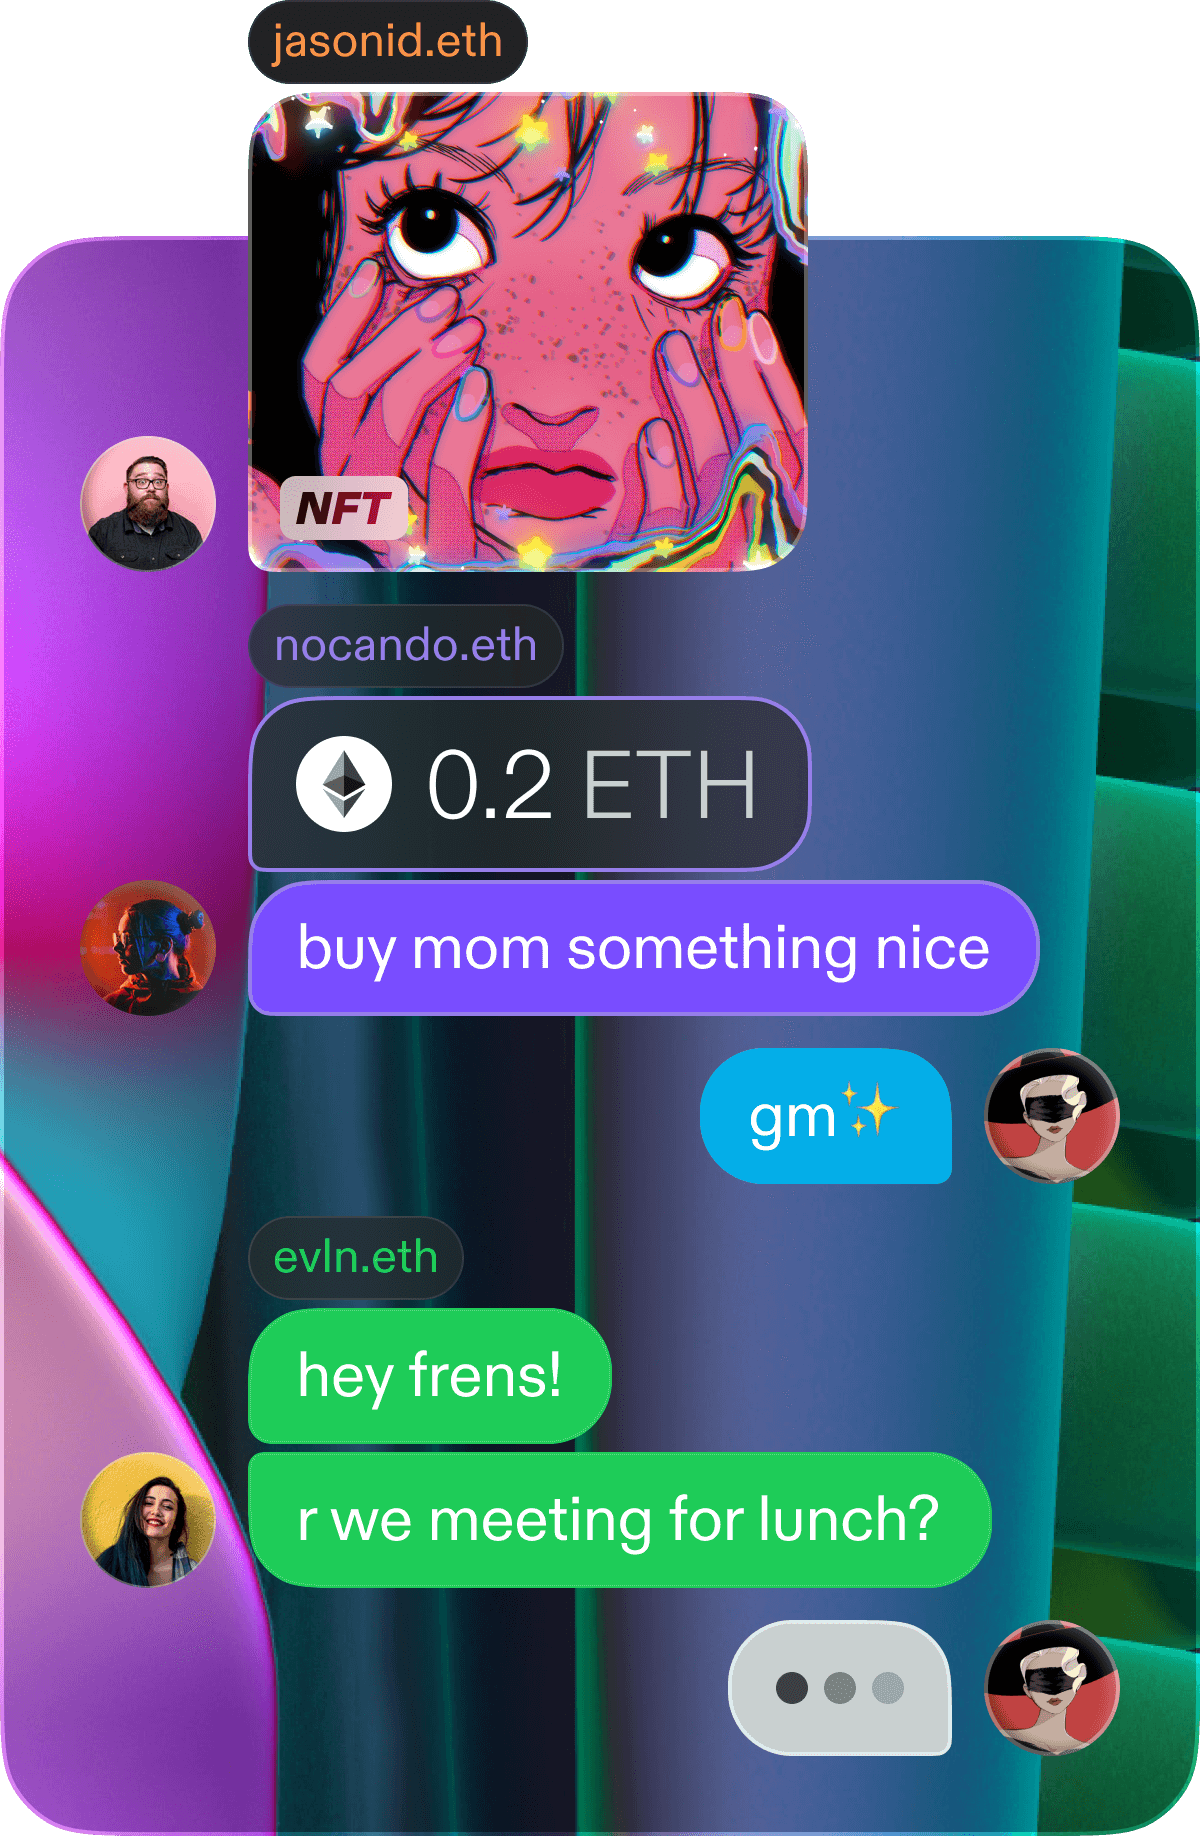 jasonid.eth
NFT
nocando.eth
0.2 ETH
buy mom something nice
gm✨
evln.eth
hey frens!
r we meeting for lunch?